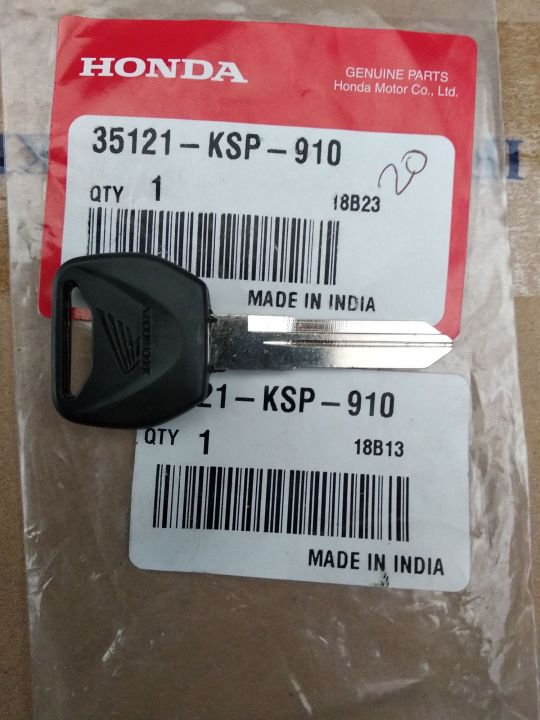 HONDA
GENUINE PARTS
Honda Motor Co., Ltd.
35121-KSP-910
20
QTY 1
18B23
MADE IN INDIA
HONDA
21-KSP-910
QTY 1
18B13
MADE IN INDIA